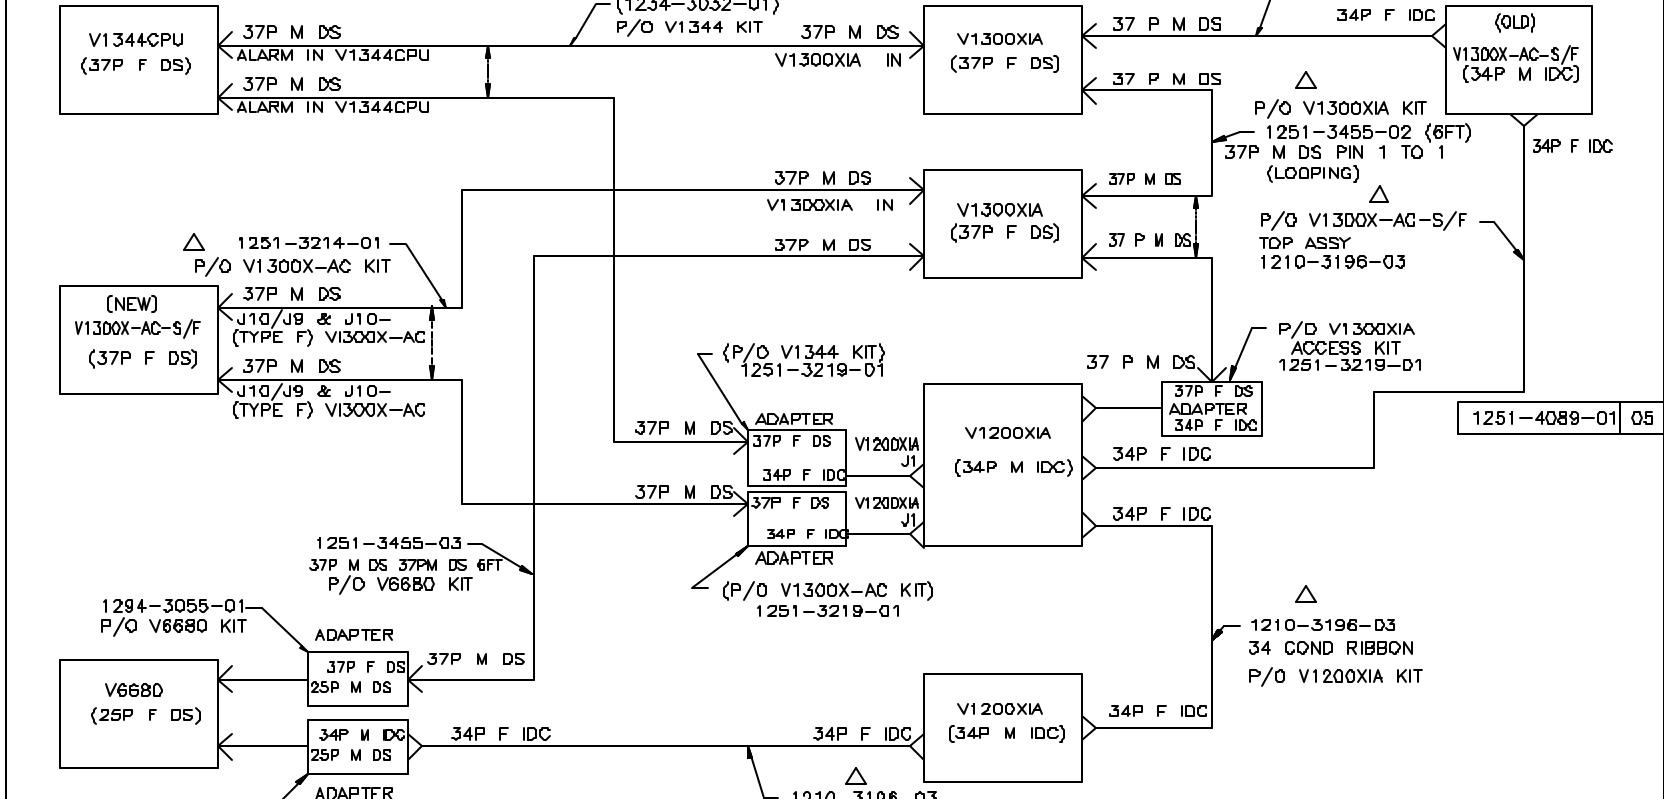 (1234-3032-01)
P/O V1344 KIT
V1344CPU
(37P F DS)
37P M DS
ALARM IN V1344CPU
37P M DS
ALARM IN V1344CPU
37P M DS
V1300XIA IN
V1300XIA
(37P F DS)
37 P M DS
34P F IDC
(OLD)
V1300X-AC-S/F
(34P M IDC)
37 P M DS
P/O V1300XIA KIT
1251-3455-02 (6FT)
37P M DS PIN 1 TO 1
(LOOPING)
34P F IDC
37P M DS
V1300XIA IN
37P M DS
V1300XIA
(37P F DS)
37P M DS
37 P M DS
P/O V1300X-AC-S/F
TOP ASSY
1210-3196-03
1251-3214-01
P/O V1300X-AC KIT
(NEW)
V1300X-AC-S/F
(37P F DS)
37P M DS
J10/J9 & J10-
(TYPE F) V1300X-AC
37P M DS
J10/J9 & J10-
(TYPE F) V1300X-AC
(P/O V1344 KIT)
1251-3219-01
P/O V1300XIA
ACCESS KIT
1251-3219-01
37 P M DS
37P F DS
ADAPTER
34P F IDC
1251-4089-01 05
37P M DS
ADAPTER
37P F DS
34P F IDC
V1200XIA
J1
V1200XIA
(34P M IDC)
34P F IDC
37P M DS
37P F DS
34P F IDC
ADAPTER
V1200XIA
J1
34P F IDC
1251-3455-03
37P M DS 37PM DS 6FT
P/O V6680 KIT
(P/O V1300X-AC KIT)
1251-3219-01
1294-3055-01
P/O V6680 KIT
1210-3196-03
34 COND RIBBON
P/O V1200XIA KIT
ADAPTER
37P F DS
25P M DS
37P M DS
V6680
(25P F DS)
34P M IDC
25P M DS
ADAPTER
34P F IDC
34P F IDC
V1200XIA
(34P M IDC)
34P F IDC
1210-3196-03